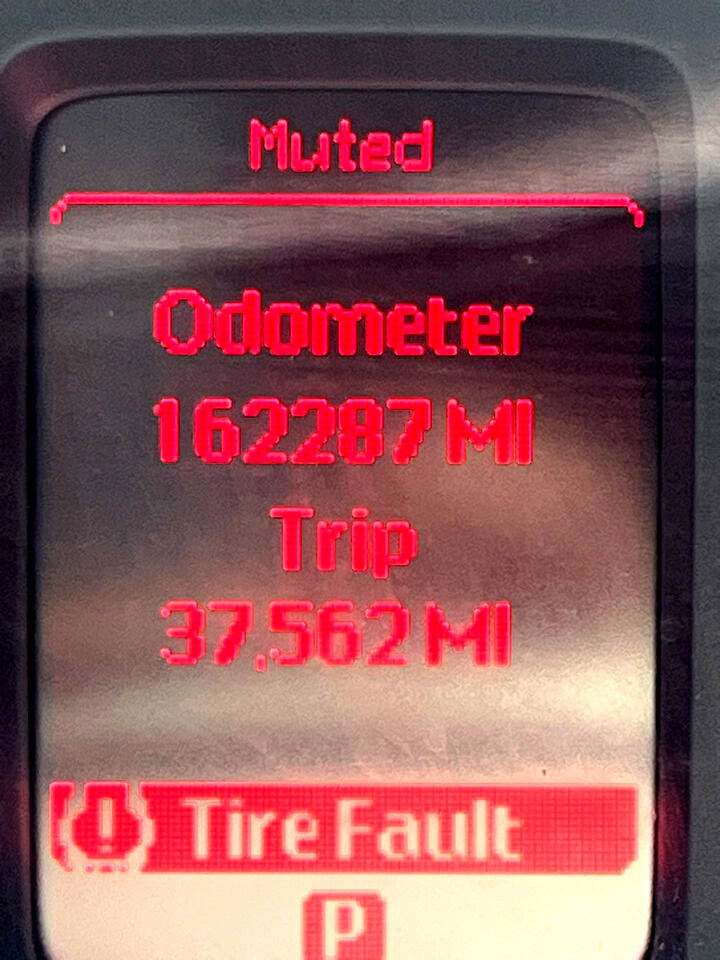 Muted
Odometer
162287 MI
Trip
37,562 MI
Tire Fault
P